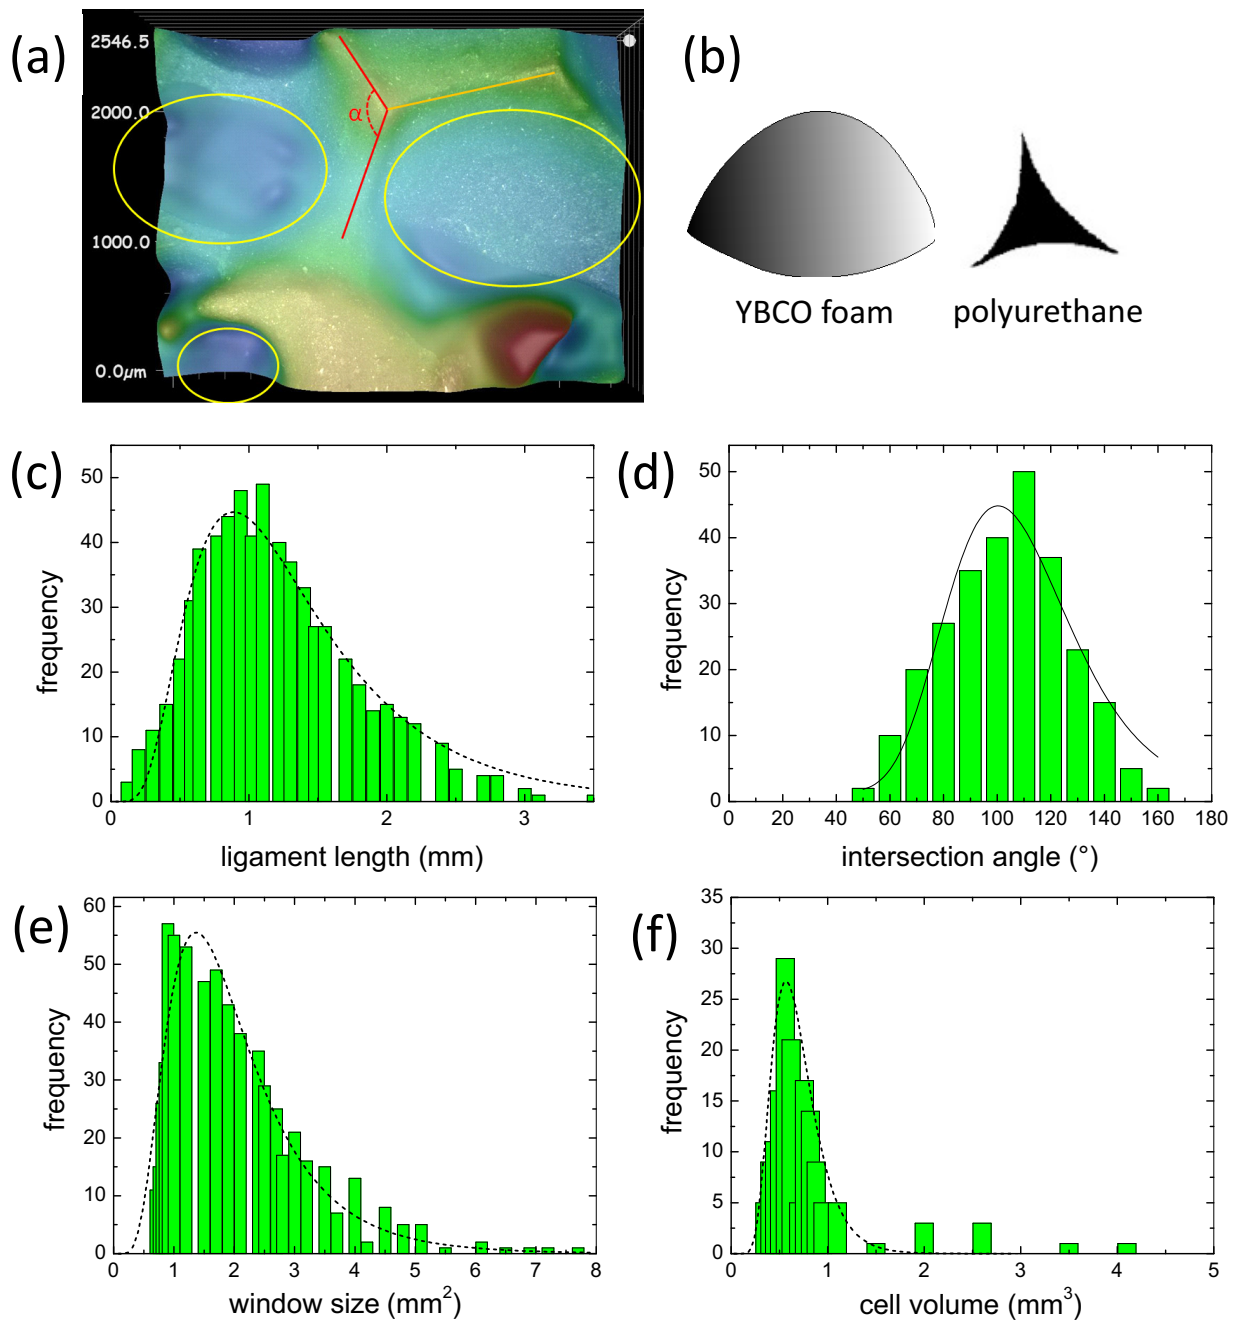 (a)
2546.5
2000.0
1000.0
0.0µm
α
(b)
YBCO foam
polyurethane
(c)
frequency
50
40
30
20
10
0
0 1 2 3
ligament length (mm)
(d)
frequency
50
40
30
20
10
0
0 20 40 60 80 100 120 140 160 180
intersection angle (°)
(e)
frequency
60
50
40
30
20
10
0
0 1 2 3 4 5 6 7 8
window size (mm²)
(f)
frequency
35
30
25
20
15
10
5
0
0 1 2 3 4 5
cell volume (mm³)